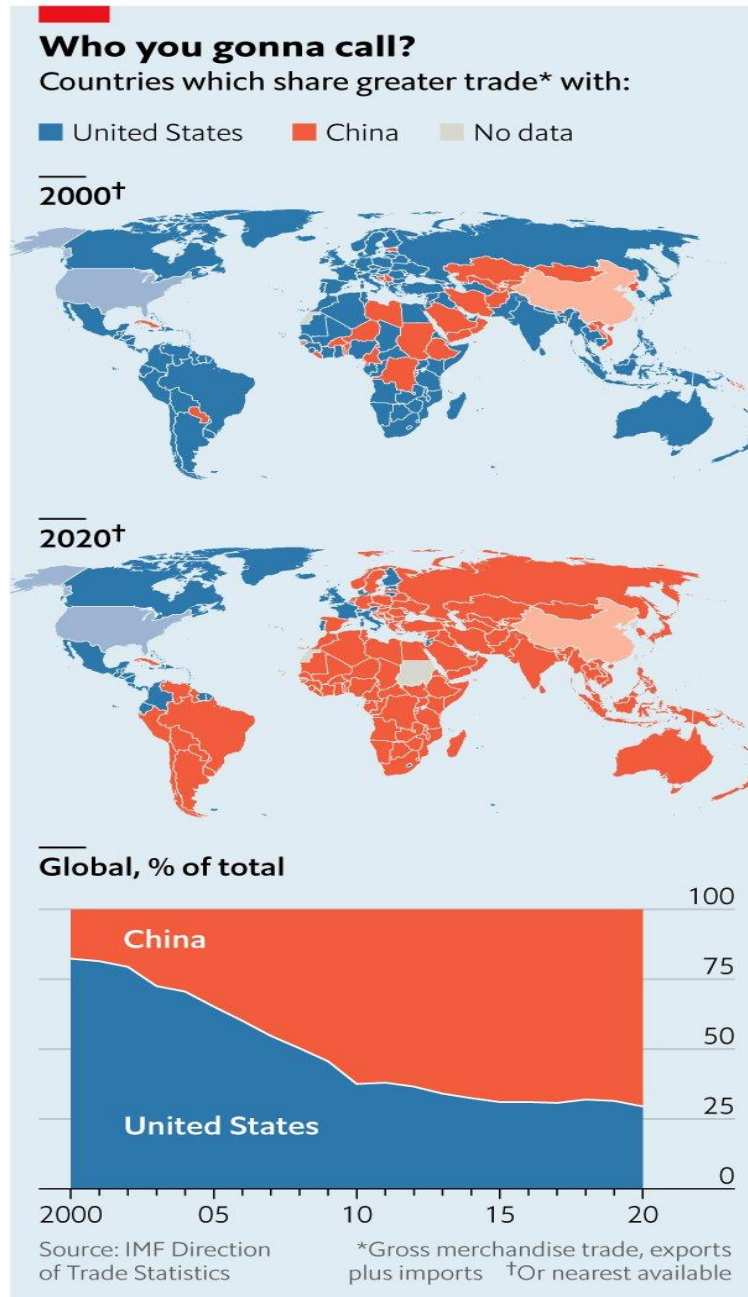 Who you gonna call?
Countries which share greater trade* with:
United States
China
No data
2000†
2020†
Global, % of total
100
75
50
25
0
China
United States
2000
05
10
15
20
Source: IMF Direction
of Trade Statistics
*Gross merchandise trade, exports
plus imports †Or nearest available